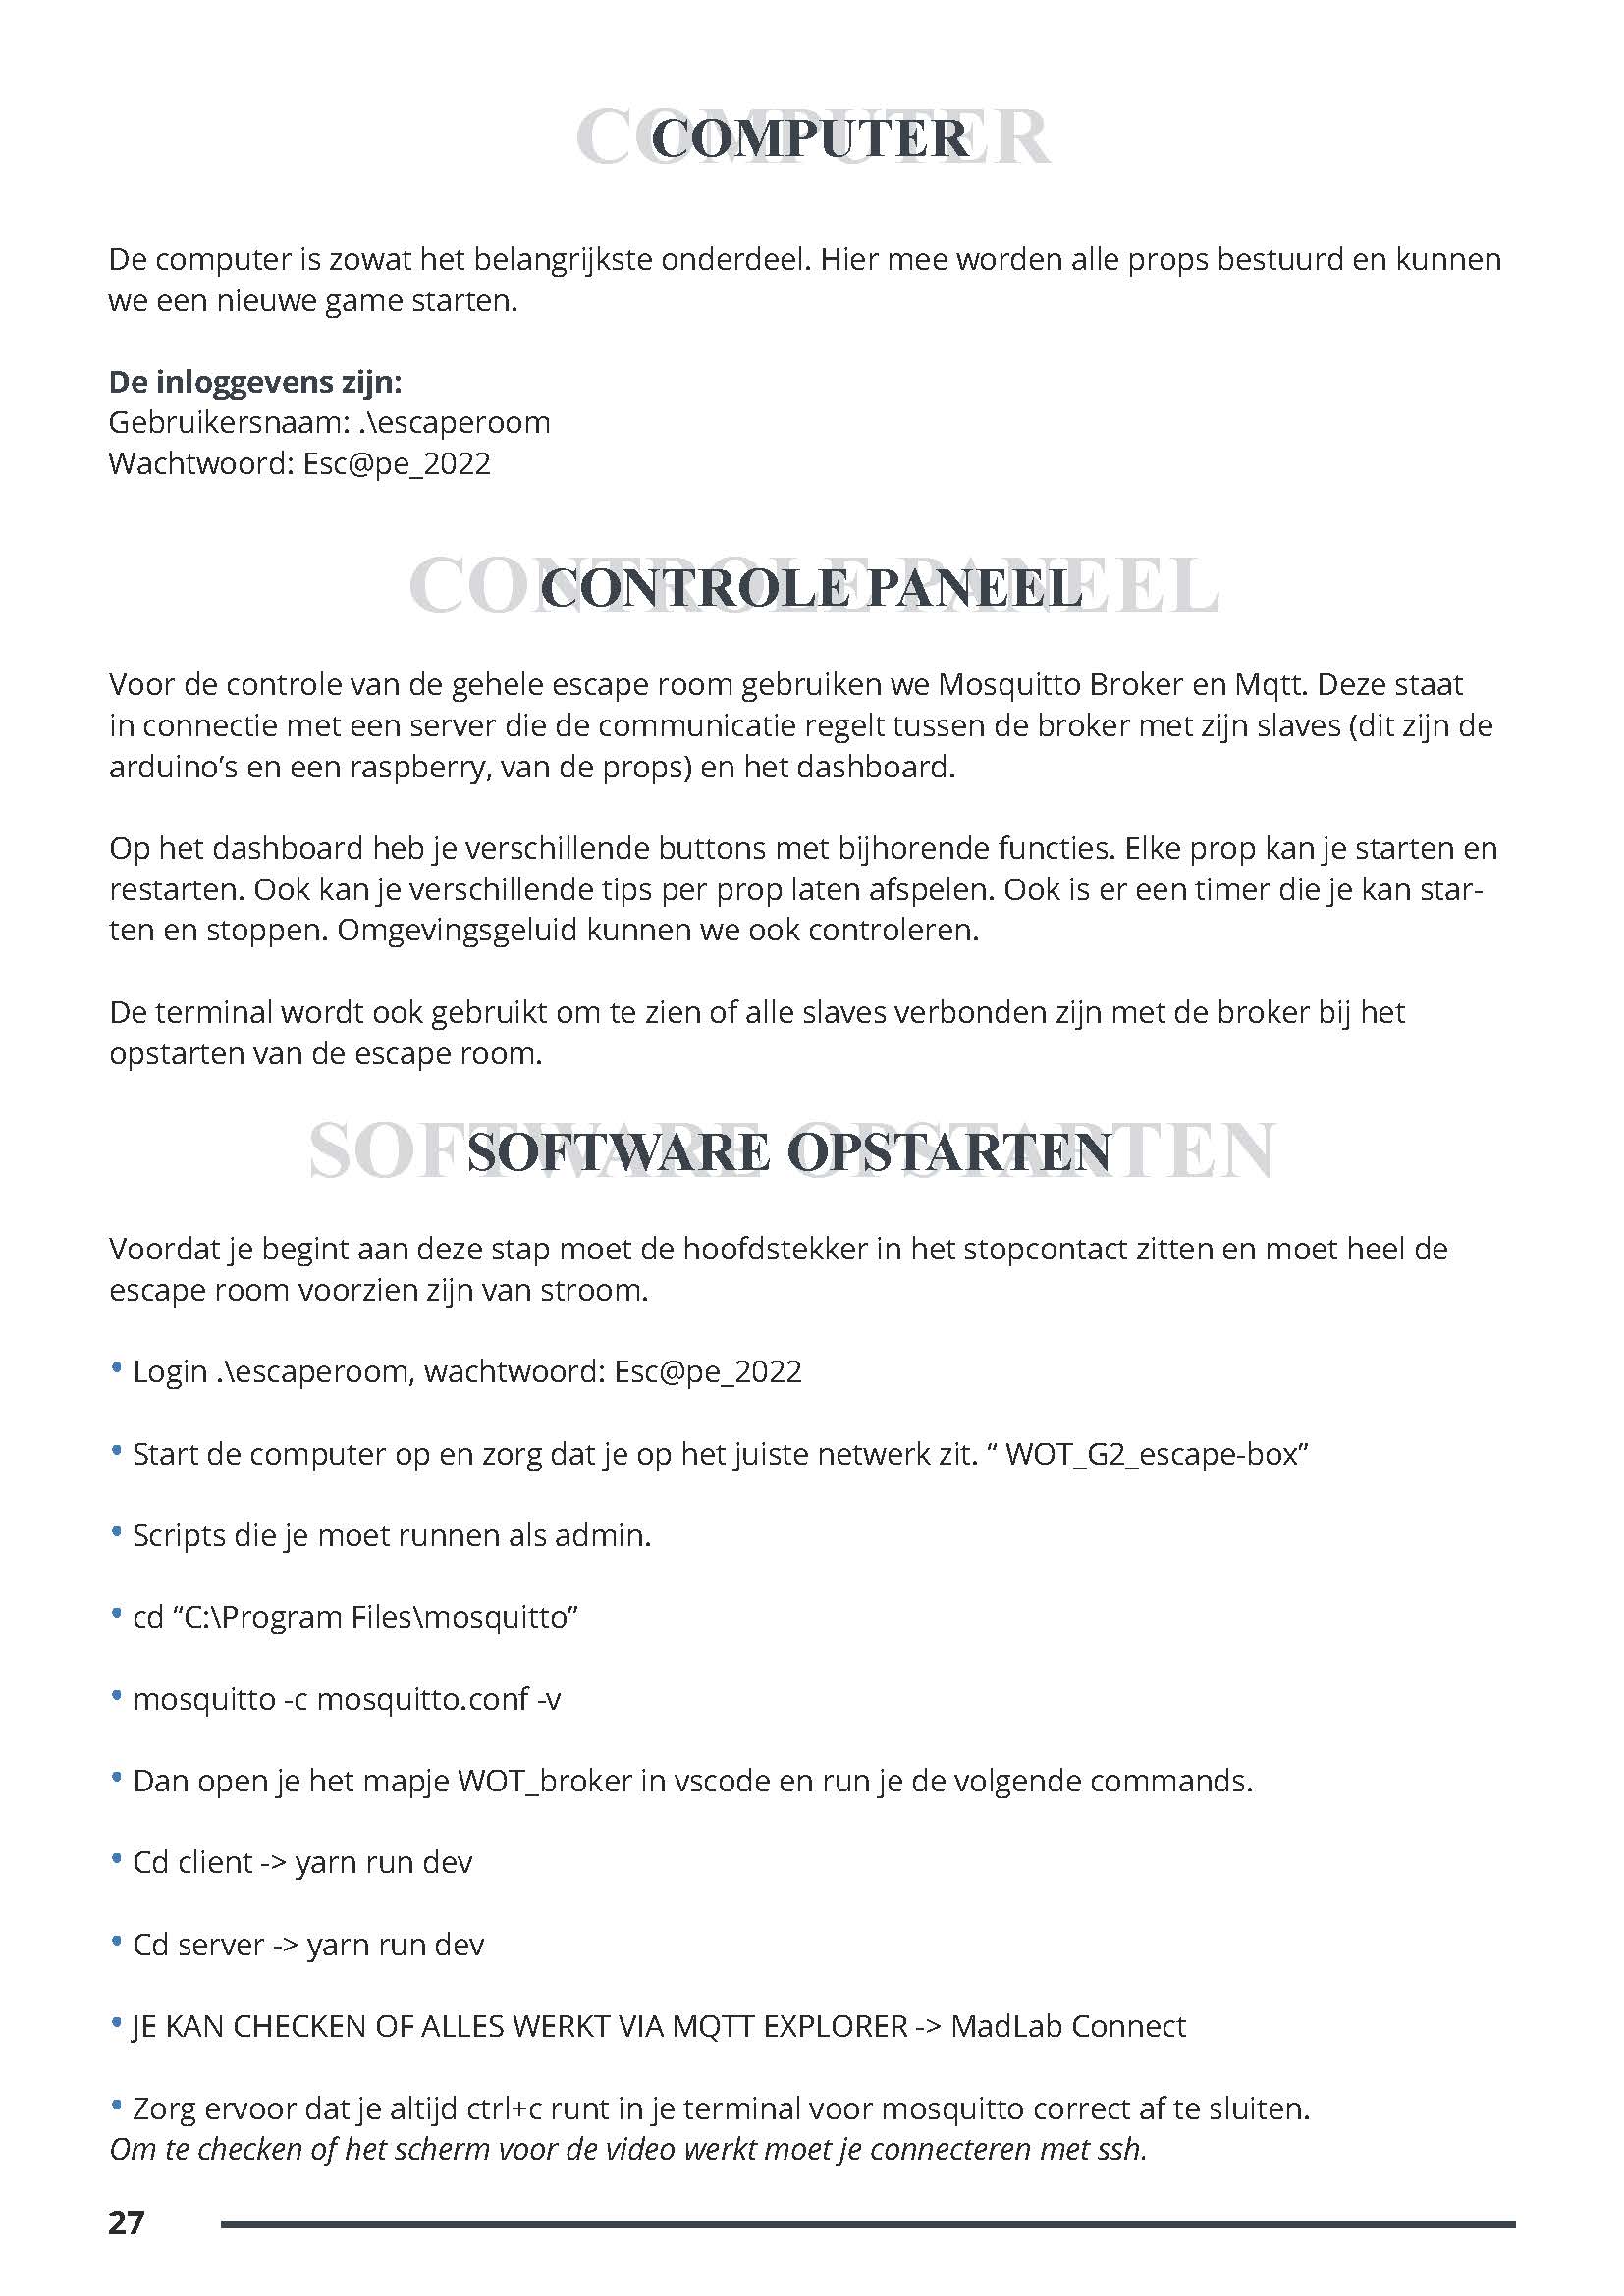 COMPUTER
De computer is zowat het belangrijkste onderdeel. Hier mee worden alle props bestuurd en kunnen
we een nieuwe game starten.
De inloggevens zijn:
Gebruikersnaam: .\escaperoom
Wachtwoord: Esc@pe_2022
CONTROLE PANEEL
Voor de controle van de gehele escape room gebruiken we Mosquitto Broker en Mqtt. Deze staat
in connectie met een server die de communicatie regelt tussen de broker met zijn slaves (dit zijn de
arduino’s en een raspberry, van de props) en het dashboard.
Op het dashboard heb je verschillende buttons met bijhorende functies. Elke prop kan je starten en
restarten. Ook kan je verschillende tips per prop laten afspelen. Ook is er een timer die je kan star-
ten en stoppen. Omgevingsgeluid kunnen we ook controleren.
De terminal wordt ook gebruikt om te zien of alle slaves verbonden zijn met de broker bij het
opstarten van de escape room.
SOFTWARE OPSTARTEN
Voordat je begint aan deze stap moet de hoofdstekker in het stopcontact zitten en moet heel de
escape room voorzien zijn van stroom.
• Login .\escaperoom, wachtwoord: Esc@pe_2022
• Start de computer op en zorg dat je op het juiste netwerk zit. “ WOT_G2_escape-box”
• Scripts die je moet runnen als admin.
• cd “C:\Program Files\mosquitto”
• mosquitto -c mosquitto.conf -v
• Dan open je het mapje WOT_broker in vscode en run je de volgende commands.
• Cd client -> yarn run dev
• Cd server -> yarn run dev
• JE KAN CHECKEN OF ALLES WERKT VIA MQTT EXPLORER -> MadLab Connect
• Zorg ervoor dat je altijd ctrl+c runt in je terminal voor mosquitto correct af te sluiten.
Om te checken of het scherm voor de video werkt moet je connecteren met ssh.
27